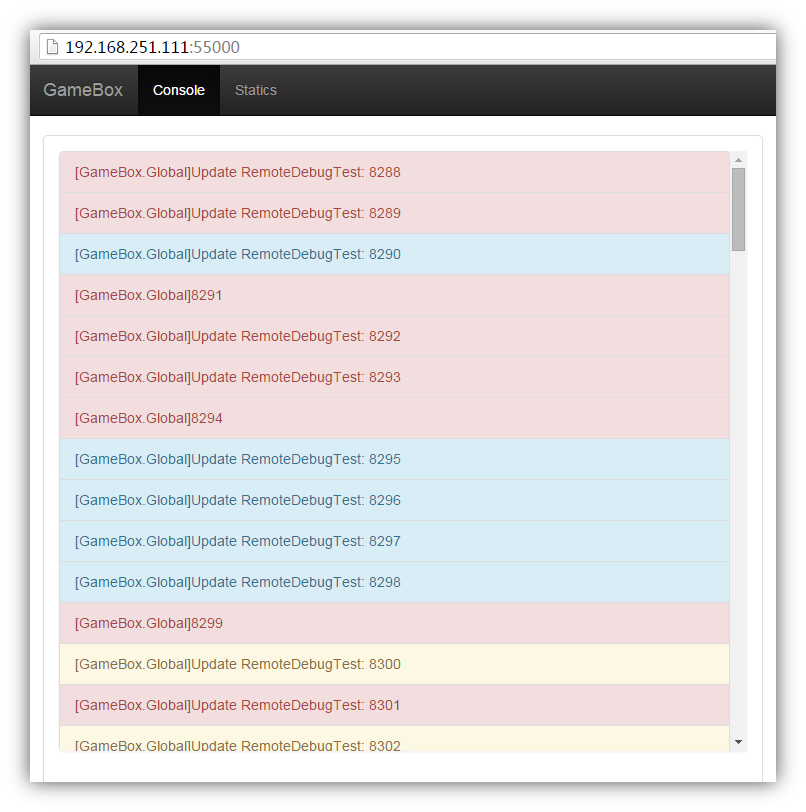 192.168.251.111:55000
GameBox Console Statics
[GameBox.Global]Update RemoteDebugTest: 8288
[GameBox.Global]Update RemoteDebugTest: 8289
[GameBox.Global]Update RemoteDebugTest: 8290
[GameBox.Global]8291
[GameBox.Global]Update RemoteDebugTest: 8292
[GameBox.Global]Update RemoteDebugTest: 8293
[GameBox.Global]8294
[GameBox.Global]Update RemoteDebugTest: 8295
[GameBox.Global]Update RemoteDebugTest: 8296
[GameBox.Global]Update RemoteDebugTest: 8297
[GameBox.Global]Update RemoteDebugTest: 8298
[GameBox.Global]8299
[GameBox.Global]Update RemoteDebugTest: 8300
[GameBox.Global]Update RemoteDebugTest: 8301
[GameBox.Global]Update RemoteDebugTest: 8302